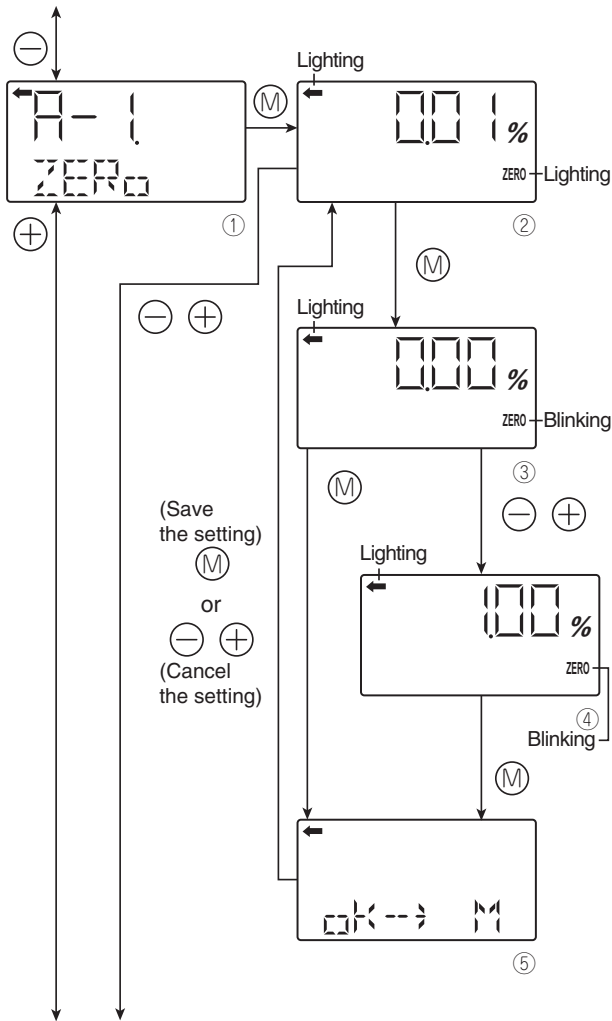 −
A-1.
ZERo
M
+
①
Lighting
0.01 %
ZERO Lighting
②
− +
M
Lighting
0.00 %
ZERO Blinking
③
M
− +
(Save
the setting)
M
or
− +
(Cancel
the setting)
Lighting
1.00 %
ZERO
④
Blinking
M
oK--> M
⑤